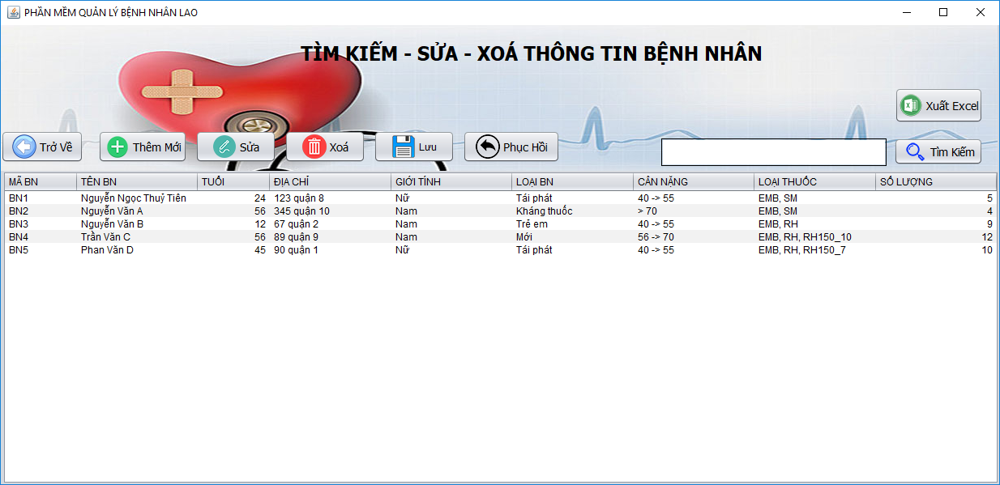 PHẦN MỀM QUẢN LÝ BỆNH NHÂN LAO
TÌM KIẾM - SỬA - XOÁ THÔNG TIN BỆNH NHÂN
Xuất Excel
Trở Về Thêm Mới Sửa Xoá Lưu Phục Hồi Tìm Kiếm
MÃ BN TÊN BN TUỔI ĐỊA CHỈ GIỚI TÍNH LOẠI BN CÂN NẶNG LOẠI THUỐC SỐ LƯỢNG
BN1 Nguyễn Ngọc Thuỷ Tiên 24 123 quận 8 Nữ Tái phát 40 -> 55 EMB, SM 5
BN2 Nguyễn Văn A 56 345 quận 10 Nam Kháng thuốc > 70 EMB, SM 4
BN3 Nguyễn Văn B 12 67 quận 2 Nam Trẻ em 40 -> 55 EMB, RH 9
BN4 Trần Văn C 56 89 quận 9 Nam Mới 56 -> 70 EMB, RH, RH150_10 12
BN5 Phan Văn D 45 90 quận 1 Nữ Tái phát 40 -> 55 EMB, RH, RH150_7 10